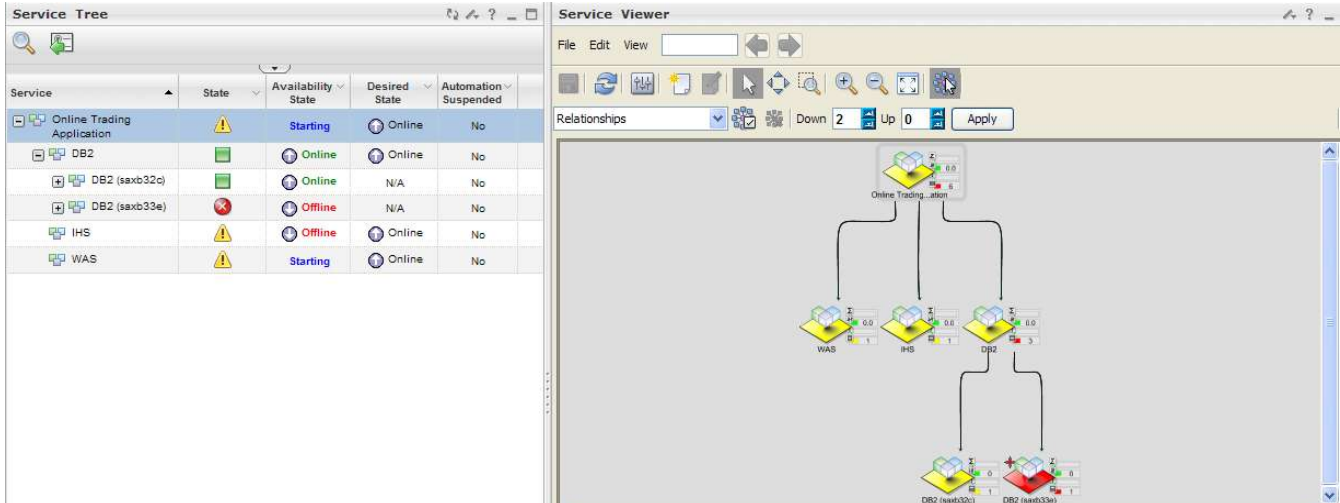 Service Tree
?
Service
State
Availability
State
Desired
State
Automation
Suspended
Online Trading
Application
Starting
Online
No
DB2
Online
Online
No
DB2 (saxb32c)
Online
N/A
No
DB2 (saxb33e)
Offline
N/A
No
IHS
Offline
Online
No
WAS
Starting
Online
No
Service Viewer
?
File Edit View
Relationships
Down 2 Up 0 Apply
0.0
6
Online Trading...ation
0.0
1
WAS
0.0
1
IHS
0.0
3
DB2
0
1
DB2 (saxb32c)
0
1
DB2 (saxb33e)